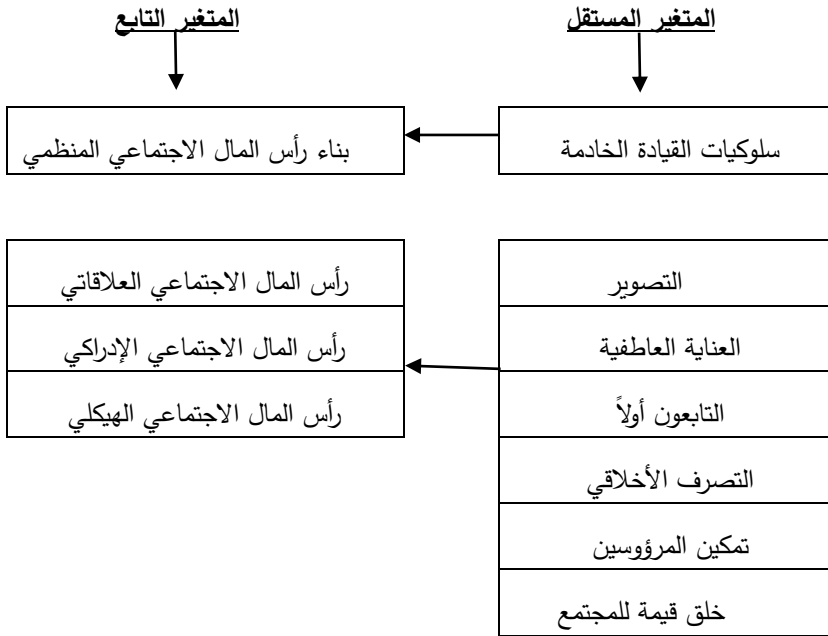 المتغير المستقل
المتغير التابع
سلوكيات القيادة الخادمة
بناء رأس المال الاجتماعي المنظمي
التصوير
العناية العاطفية
التابعون أولاً
التصرف الأخلاقي
تمكين المرؤوسين
خلق قيمة للمجتمع
رأس المال الاجتماعي العلاقاتي
رأس المال الاجتماعي الإدراكي
رأس المال الاجتماعي الهيكلي